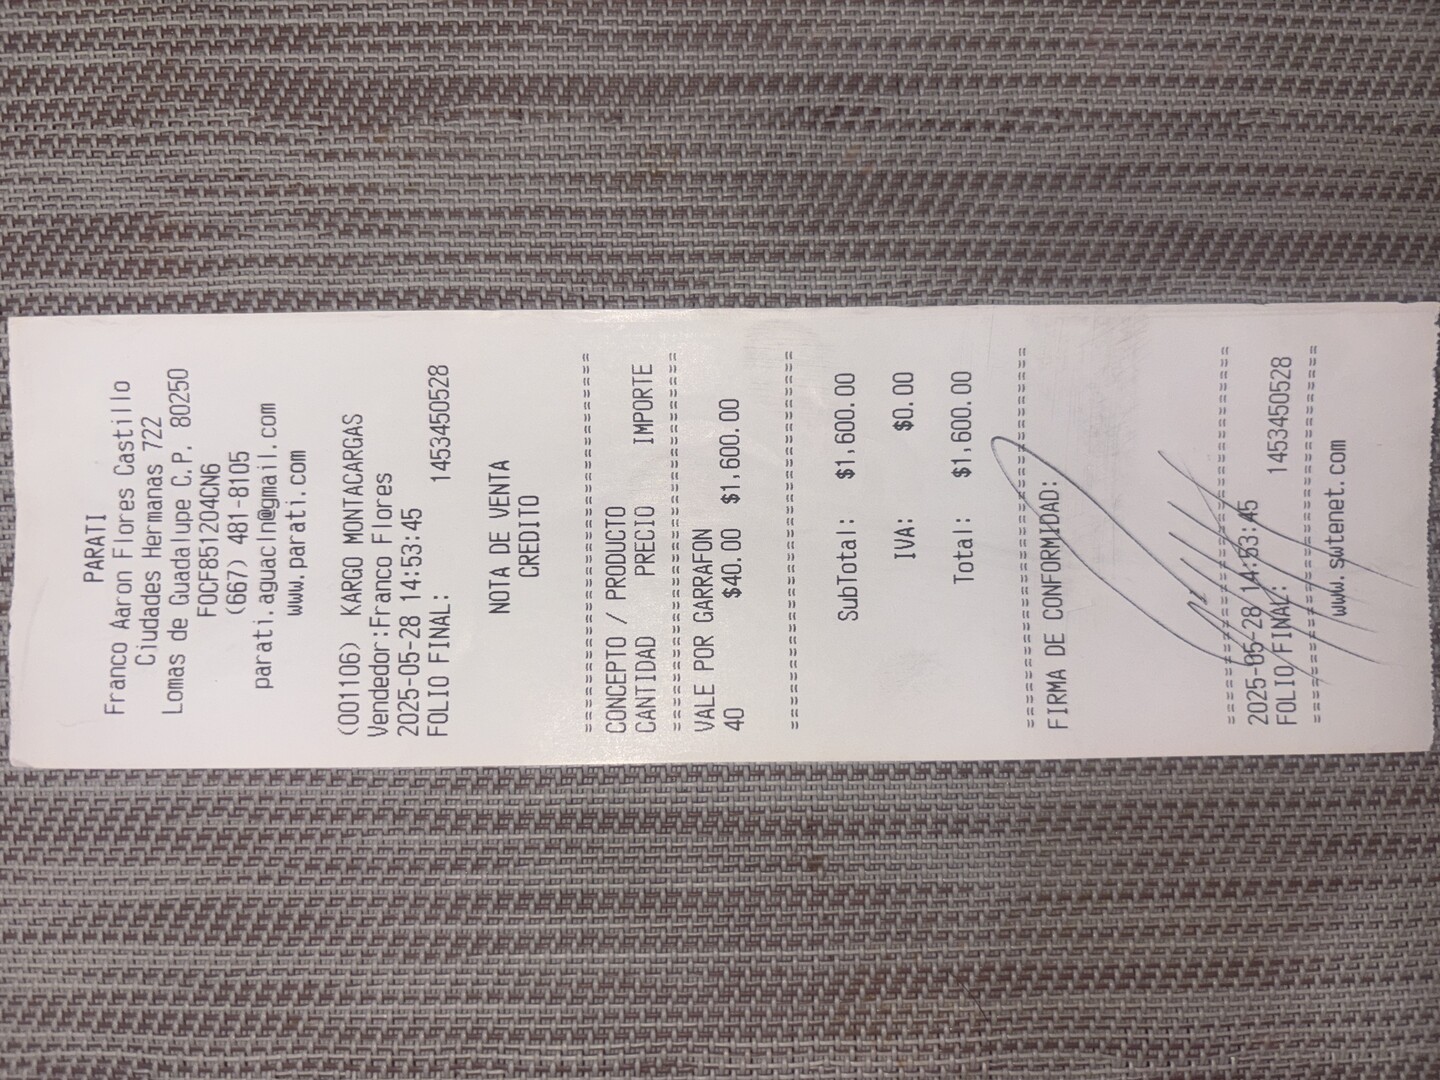 PARATI
Franco Aaron Flores Castillo
Ciudades Hermanas 722
Lomas de Guadalupe C.P. 80250
FOCF851204CN6
(667) 481-8105
parati.aguacln@gmail.com
www.parati.com
(001106) KARGO MONTACARGAS
Vendedor:Franco Flores
2025-05-28 14:53:45
FOLIO FINAL: 1453450528
NOTA DE VENTA
CREDITO
==========================
CONCEPTO / PRODUCTO
CANTIDAD PRECIO IMPORTE
==========================
VALE POR GARRAFON
40 $40.00 $1,600.00
==========================
SubTotal: $1,600.00
IVA: $0.00
Total: $1,600.00
==========================
FIRMA DE CONFORMIDAD:
==========================
2025-05-28 14:53:45
FOLIO FINAL: 1453450528
==========================
www.swtenet.com